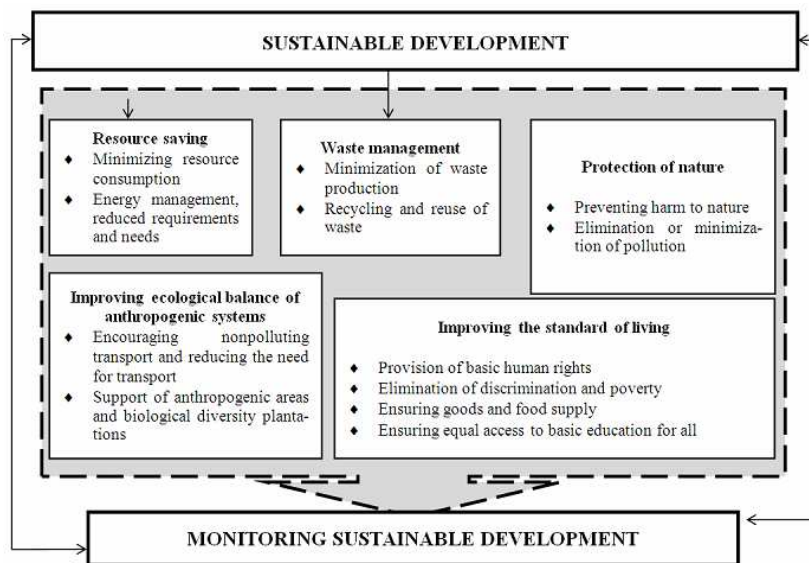 SUSTAINABLE DEVELOPMENT
Resource saving
♦ Minimizing resource
consumption
♦ Energy management,
reduced requirements
and needs
Waste management
♦ Minimization of waste
production
♦ Recycling and reuse of
waste
Protection of nature
♦ Preventing harm to nature
♦ Elimination or minimiza-
tion of pollution
Improving ecological balance of
anthropogenic systems
♦ Encouraging nonpolluting
transport and reducing the need
for transport
♦ Support of anthropogenic areas
and biological diversity planta-
tions
Improving the standard of living
♦ Provision of basic human rights
♦ Elimination of discrimination and poverty
♦ Ensuring goods and food supply
♦ Ensuring equal access to basic education for all
MONITORING SUSTAINABLE DEVELOPMENT